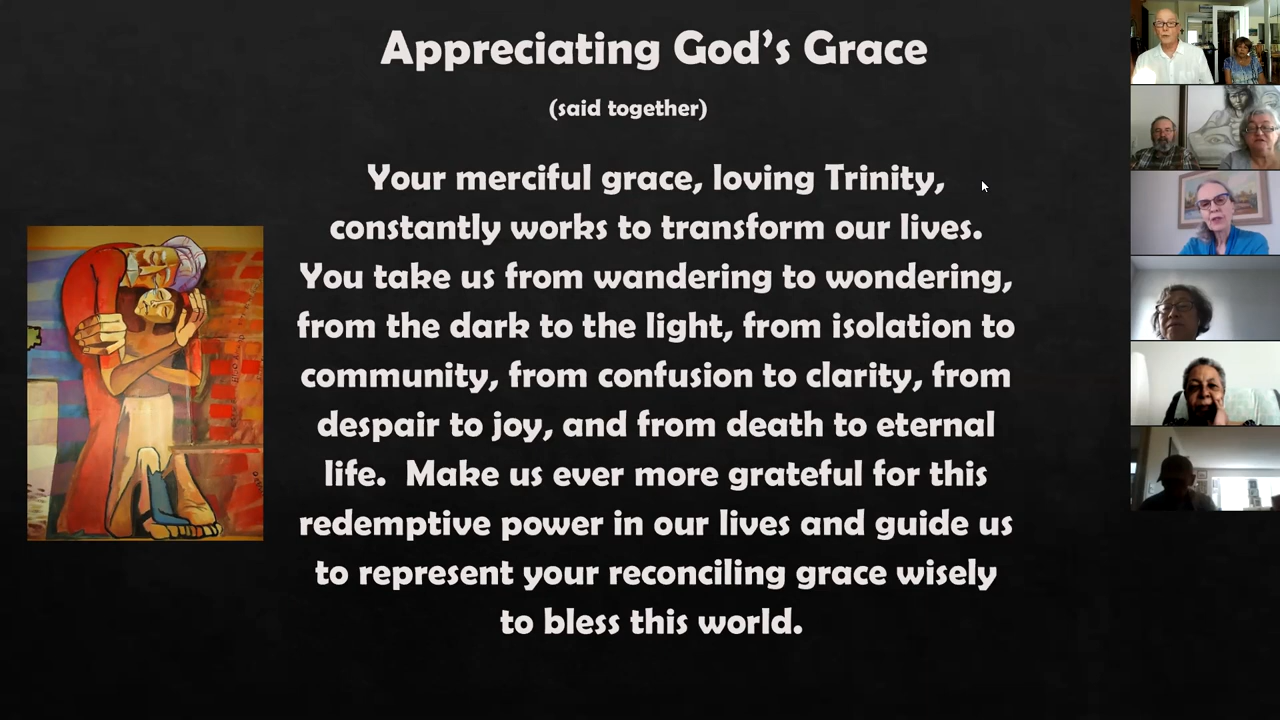 Appreciating God’s Grace
(said together)
Your merciful grace, loving Trinity,
constantly works to transform our lives.
You take us from wandering to wondering,
from the dark to the light, from isolation to
community, from confusion to clarity, from
despair to joy, and from death to eternal
life.  Make us ever more grateful for this
redemptive power in our lives and guide us
to represent your reconciling grace wisely
to bless this world.